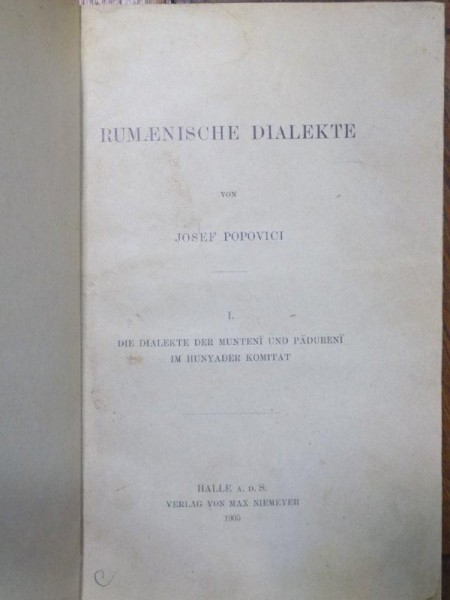 RUMÆNISCHE DIALEKTE
VON
JOSEF POPOVICI
I.
DIE DIALEKTE DER MUNTENĬ UND PĂDURENĬ
IM HUNYADER KOMITAT
HALLE A. D. S.
VERLAG VON MAX NIEMEYER
1905